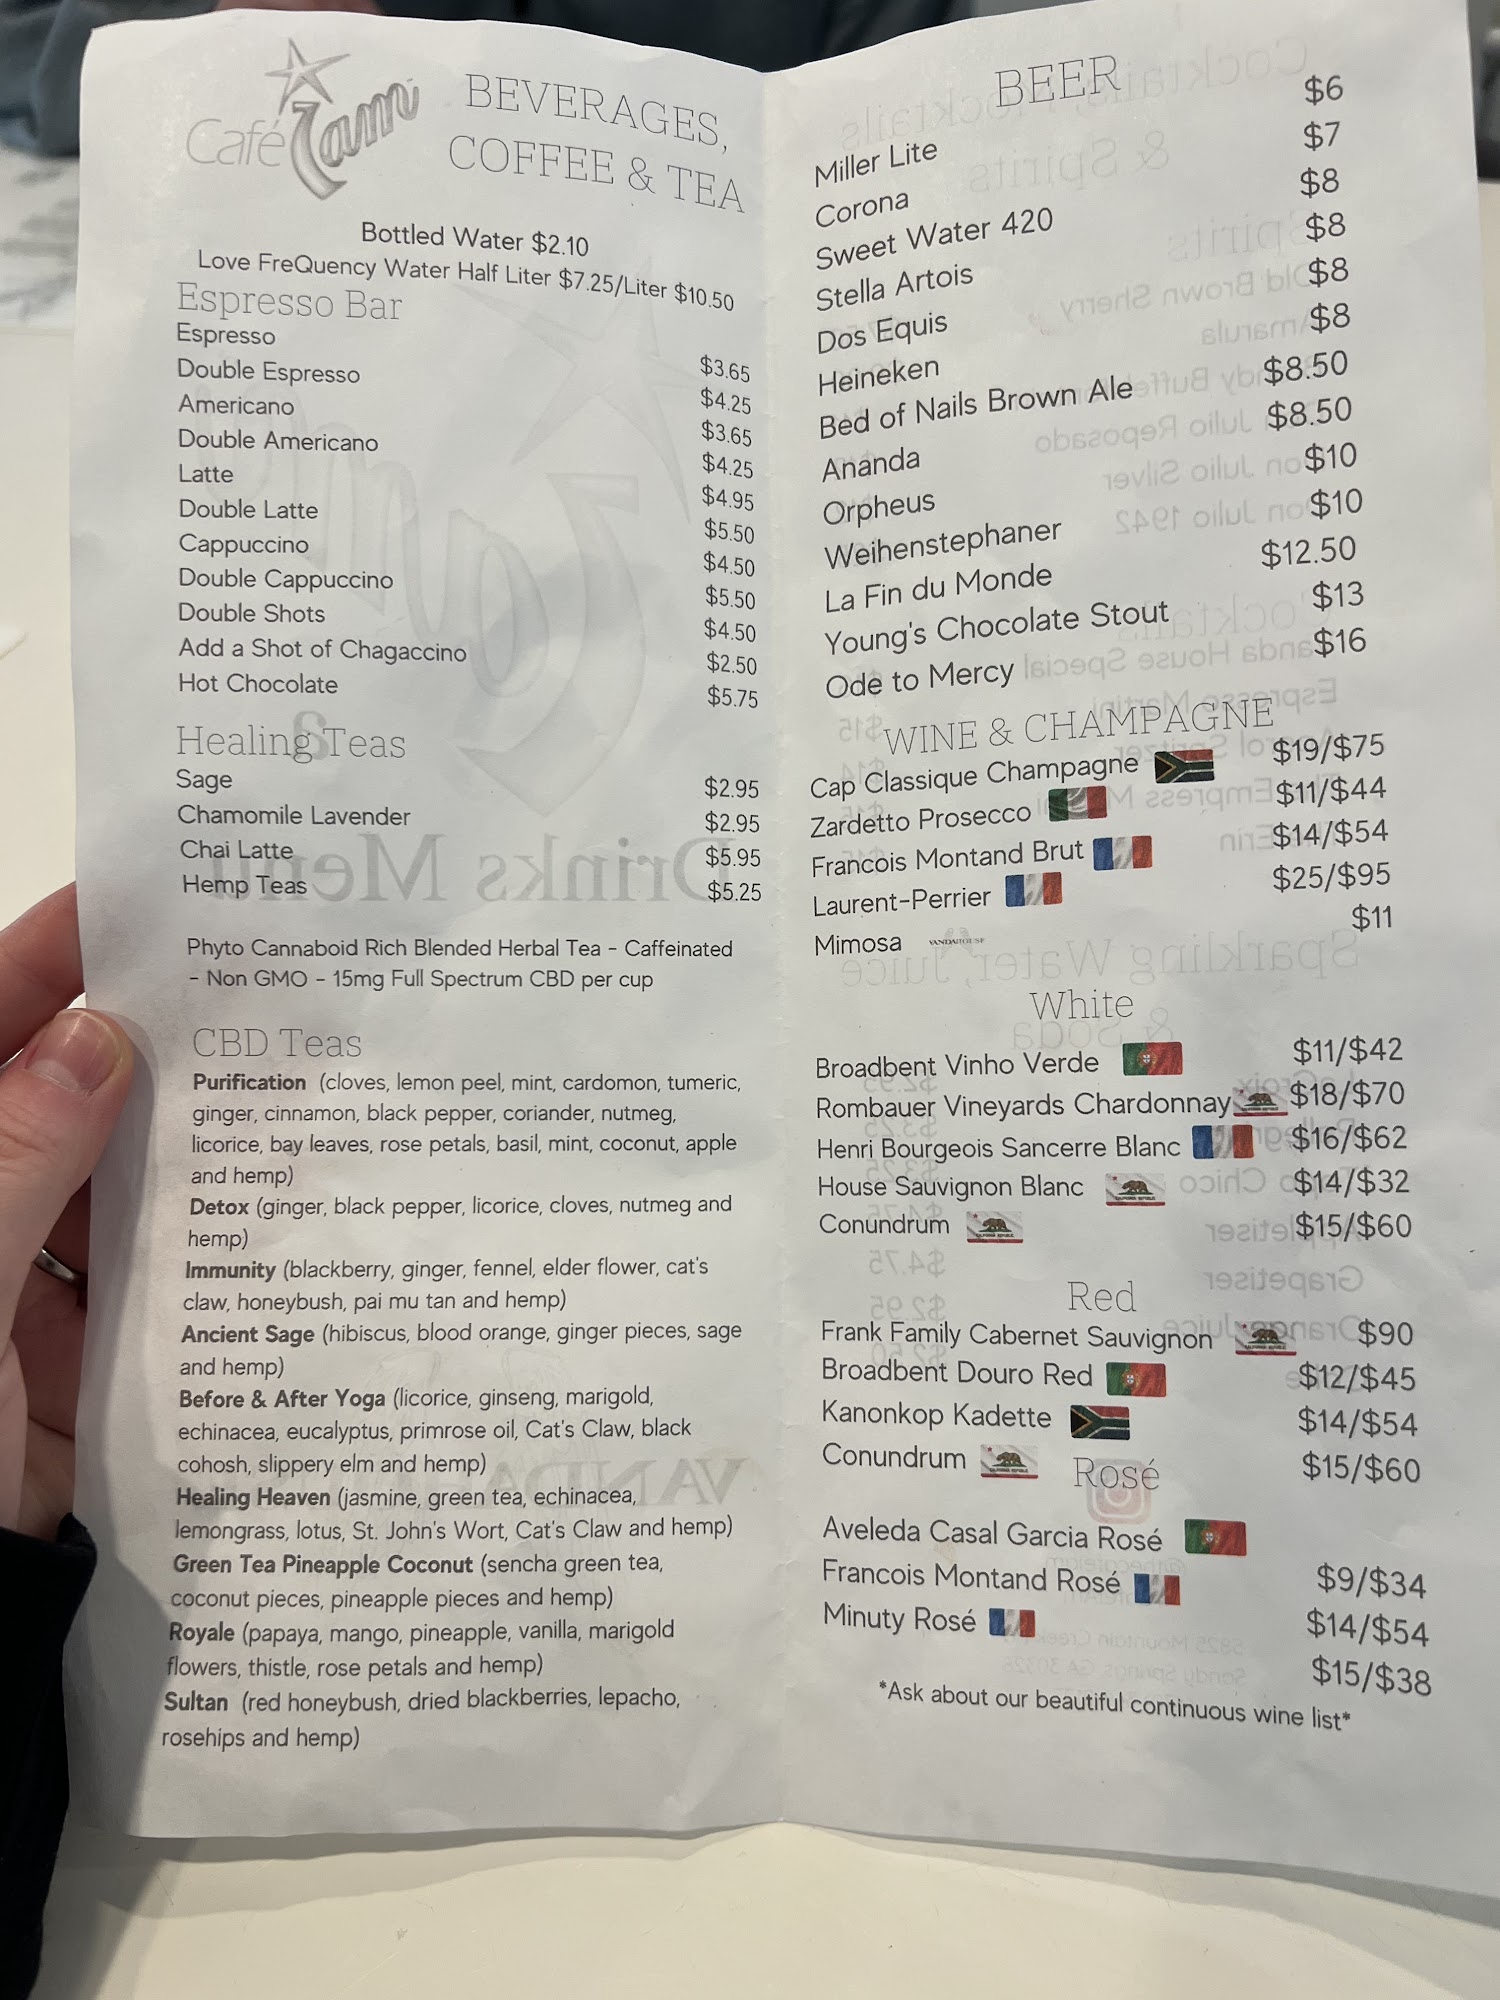 Café íam
BEVERAGES,
COFFEE & TEA
Bottled Water $2.10
Love FreQuency Water Half Liter $7.25/Liter $10.50
Espresso Bar
Espresso $3.65
Double Espresso $4.25
Americano $3.65
Double Americano $4.25
Latte $4.95
Double Latte $5.50
Cappuccino $4.50
Double Cappuccino $5.50
Double Shots $4.50
Add a Shot of Chagaccino $2.50
Hot Chocolate $5.75
Healing Teas
Sage $2.95
Chamomile Lavender $2.95
Chai Latte $5.95
Hemp Teas $5.25
Phyto Cannaboid Rich Blended Herbal Tea - Caffeinated
- Non GMO - 15mg Full Spectrum CBD per cup
CBD Teas
Purification (cloves, lemon peel, mint, cardomon, tumeric,
ginger, cinnamon, black pepper, coriander, nutmeg,
licorice, bay leaves, rose petals, basil, mint, coconut, apple
and hemp)
Detox (ginger, black pepper, licorice, cloves, nutmeg and
hemp)
Immunity (blackberry, ginger, fennel, elder flower, cat's
claw, honeybush, pai mu tan and hemp)
Ancient Sage (hibiscus, blood orange, ginger pieces, sage
and hemp)
Before & After Yoga (licorice, ginseng, marigold,
echinacea, eucalyptus, primrose oil, Cat's Claw, black
cohosh, slippery elm and hemp)
Healing Heaven (jasmine, green tea, echinacea,
lemongrass, lotus, St. John's Wort, Cat's Claw and hemp)
Green Tea Pineapple Coconut (sencha green tea,
coconut pieces, pineapple pieces and hemp)
Royale (papaya, mango, pineapple, vanilla, marigold
flowers, thistle, rose petals and hemp)
Sultan (red honeybush, dried blackberries, lepacho,
rosehips and hemp)
BEER
Miller Lite $6
Corona $7
Sweet Water 420 $8
Stella Artois $8
Dos Equis $8
Heineken $8
Bed of Nails Brown Ale $8.50
Ananda $8.50
Orpheus $10
Weihenstephaner $10
La Fin du Monde $12.50
Young's Chocolate Stout $13
Ode to Mercy $16
WINE & CHAMPAGNE
Cap Classique Champagne $19/$75
Zardetto Prosecco $11/$44
Francois Montand Brut $14/$54
Laurent-Perrier $25/$95
Mimosa VANDAHOUSE $11
White
Broadbent Vinho Verde $11/$42
Rombauer Vineyards Chardonnay $18/$70
Henri Bourgeois Sancerre Blanc $16/$62
House Sauvignon Blanc $14/$32
Conundrum $15/$60
Red
Frank Family Cabernet Sauvignon $90
Broadbent Douro Red $12/$45
Kanonkop Kadette $14/$54
Conundrum $15/$60
Rosé
Aveleda Casal Garcia Rosé $9/$34
Francois Montand Rosé $14/$54
Minuty Rosé $15/$38
*Ask about our beautiful continuous wine list*